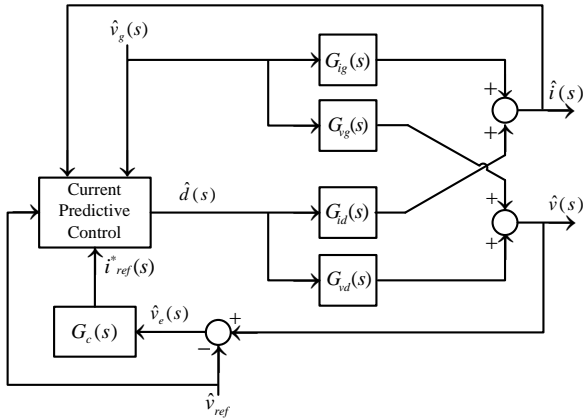 v̂_g(s)
G_ig(s)
î(s)
G_vg(s)
Current
Predictive
Control
d̂(s)
G_id(s)
v̂(s)
i*_ref(s)
G_vd(s)
G_c(s)
v̂_e(s)
v̂_ref
+
+
+
+
+
−